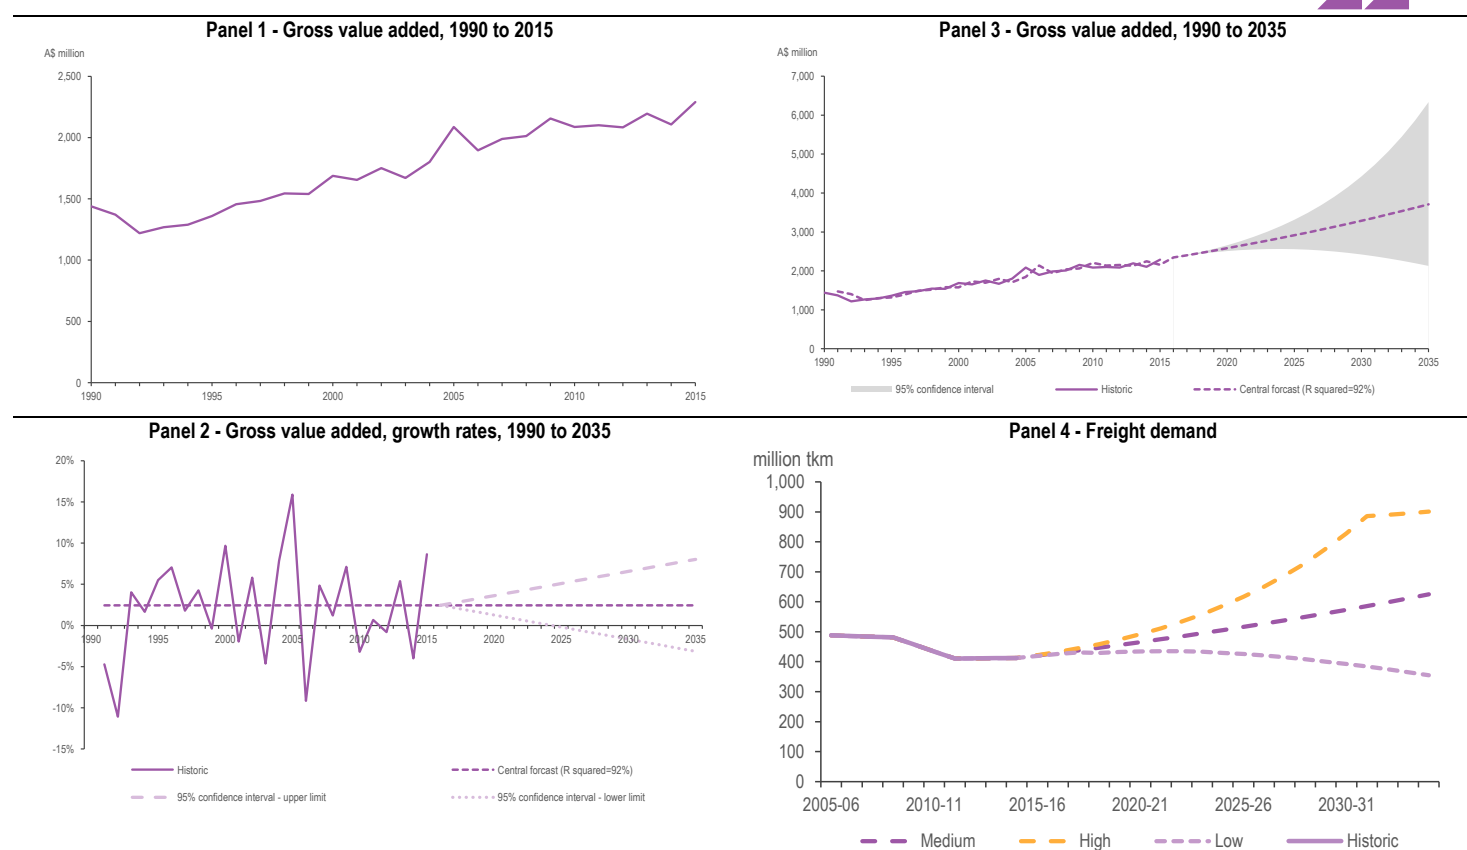 Panel 1 - Gross value added, 1990 to 2015
A$ million
2,500
2,000
1,500
1,000
500
0
1990 1995 2000 2005 2010 2015
Panel 3 - Gross value added, 1990 to 2035
A$ million
7,000
6,000
5,000
4,000
3,000
2,000
1,000
0
1990 1995 2000 2005 2010 2015 2020 2025 2030 2035
95% confidence interval Historic Central forcast (R squared=92%)
Panel 2 - Gross value added, growth rates, 1990 to 2035
20%
15%
10%
5%
0%
-5%
-10%
-15%
1990 1995 2000 2005 2010 2015 2020 2025 2030 2035
Historic Central forcast (R squared=92%)
95% confidence interval - upper limit 95% confidence interval - lower limit
Panel 4 - Freight demand
million tkm
1,000
900
800
700
600
500
400
300
200
100
0
2005-06 2010-11 2015-16 2020-21 2025-26 2030-31
Medium High Low Historic